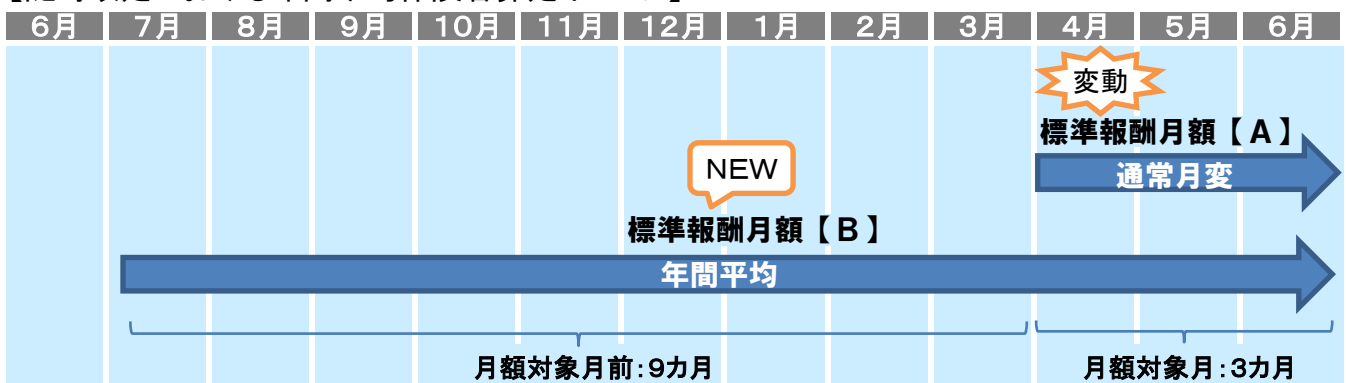 6月 7月 8月 9月 10月 11月 12月 1月 2月 3月 4月 5月 6月
変動
標準報酬月額【A】
NEW
通常月変
標準報酬月額【B】
年間平均
月額対象月前:9カ月 月額対象月:3カ月